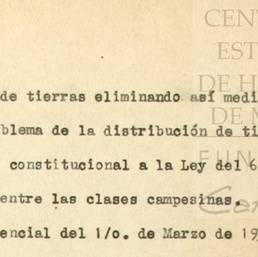 CENT
EST
DE H
DE M
FUN
de tierras eliminando así medi
blema de la distribución de ti
constitucional a la Ley del 6
entre las clases campesinas.
encial del 1/o. de Marzo de 19